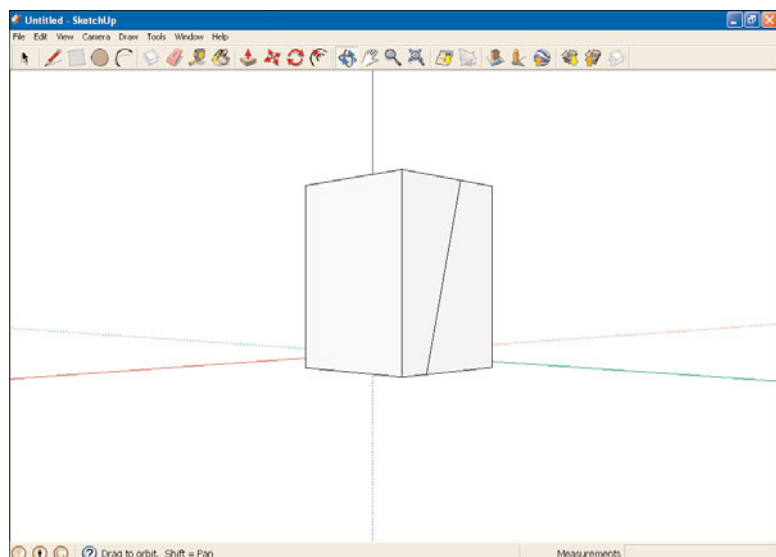 Untitled - SketchUp
File Edit View Camera Draw Tools Window Help
Drag to orbit. Shift = Pan Measurements